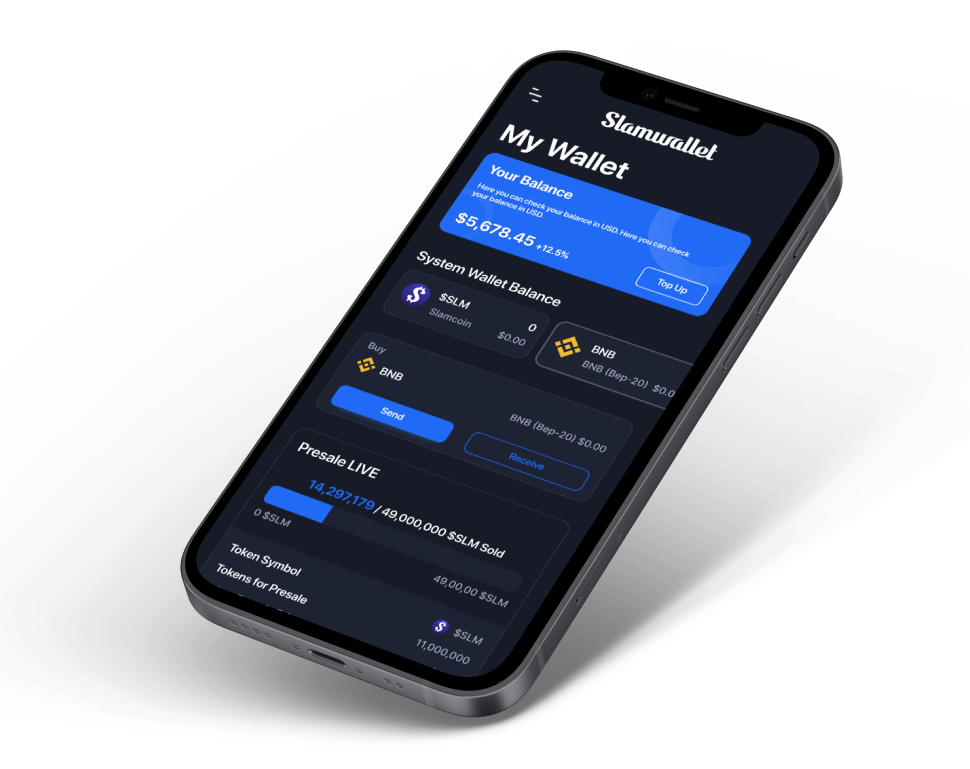 Slamwallet
My Wallet
Your Balance
Here you can check your balance in USD. Here you can check
your balance in USD.
$5,678.45 +12.5%
Top Up
System Wallet Balance
$SLM
0
Slamcoin
$0.00
BNB
BNB (Bep-20) $0.0
Buy
BNB
BNB (Bep-20) $0.00
Send
Receive
Presale LIVE
14,297,179 / 49,000,000 $SLM Sold
0 $SLM
49,00,00 $SLM
Token Symbol
$SLM
Tokens for Presale
11,000,000